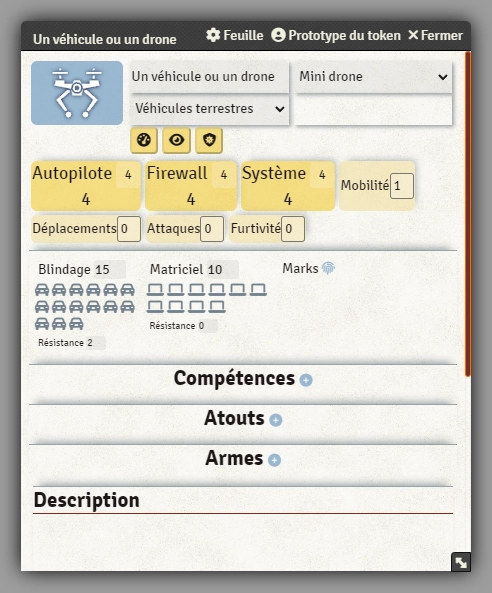 Un véhicule ou un drone Feuille Prototype du token Fermer
Un véhicule ou un drone Mini drone
Véhicules terrestres
Autopilote 4 Firewall 4 Système 4 Mobilité 1
4 4 4
Déplacements 0 Attaques 0 Furtivité 0
Blindage 15 Matriciel 10 Marks
Résistance 0
Résistance 2
Compétences
Atouts
Armes
Description